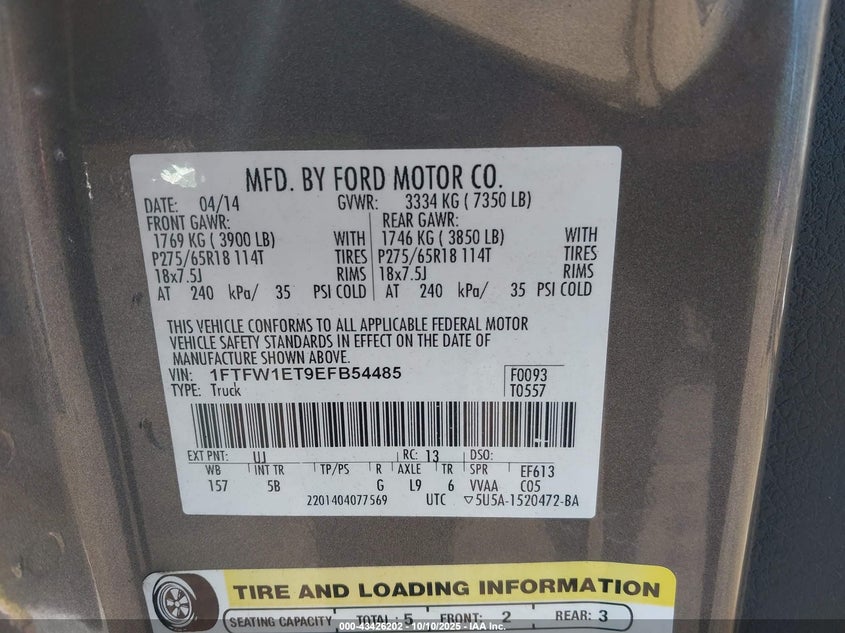 MFD. BY FORD MOTOR CO.
DATE: 04/14 GVWR: 3334 KG ( 7350 LB)
FRONT GAWR: REAR GAWR:
1769 KG ( 3900 LB) WITH 1746 KG ( 3850 LB) WITH
P275/65R18 114T TIRES P275/65R18 114T TIRES
18x7.5J RIMS 18x7.5J RIMS
AT 240 kPa/ 35 PSI COLD AT 240 kPa/ 35 PSI COLD
THIS VEHICLE CONFORMS TO ALL APPLICABLE FEDERAL MOTOR
VEHICLE SAFETY STANDARDS IN EFFECT ON THE DATE OF
MANUFACTURE SHOWN ABOVE.
VIN: 1FTFW1ET9EFB54485 F0093
TYPE: Truck T0557
EXT PNT: UJ RC: 13 DSO:
WB INT TR TP/PS R AXLE TR SPR EF613
157 5B G L9 6 VVAA C05
2201404077569 UTC ▽5U5A-1520472-BA
TIRE AND LOADING INFORMATION
SEATING CAPACITY TOTAL: 5 FRONT: 2 REAR: 3
000-43426202 - 10/10/2025 - IAA Inc.